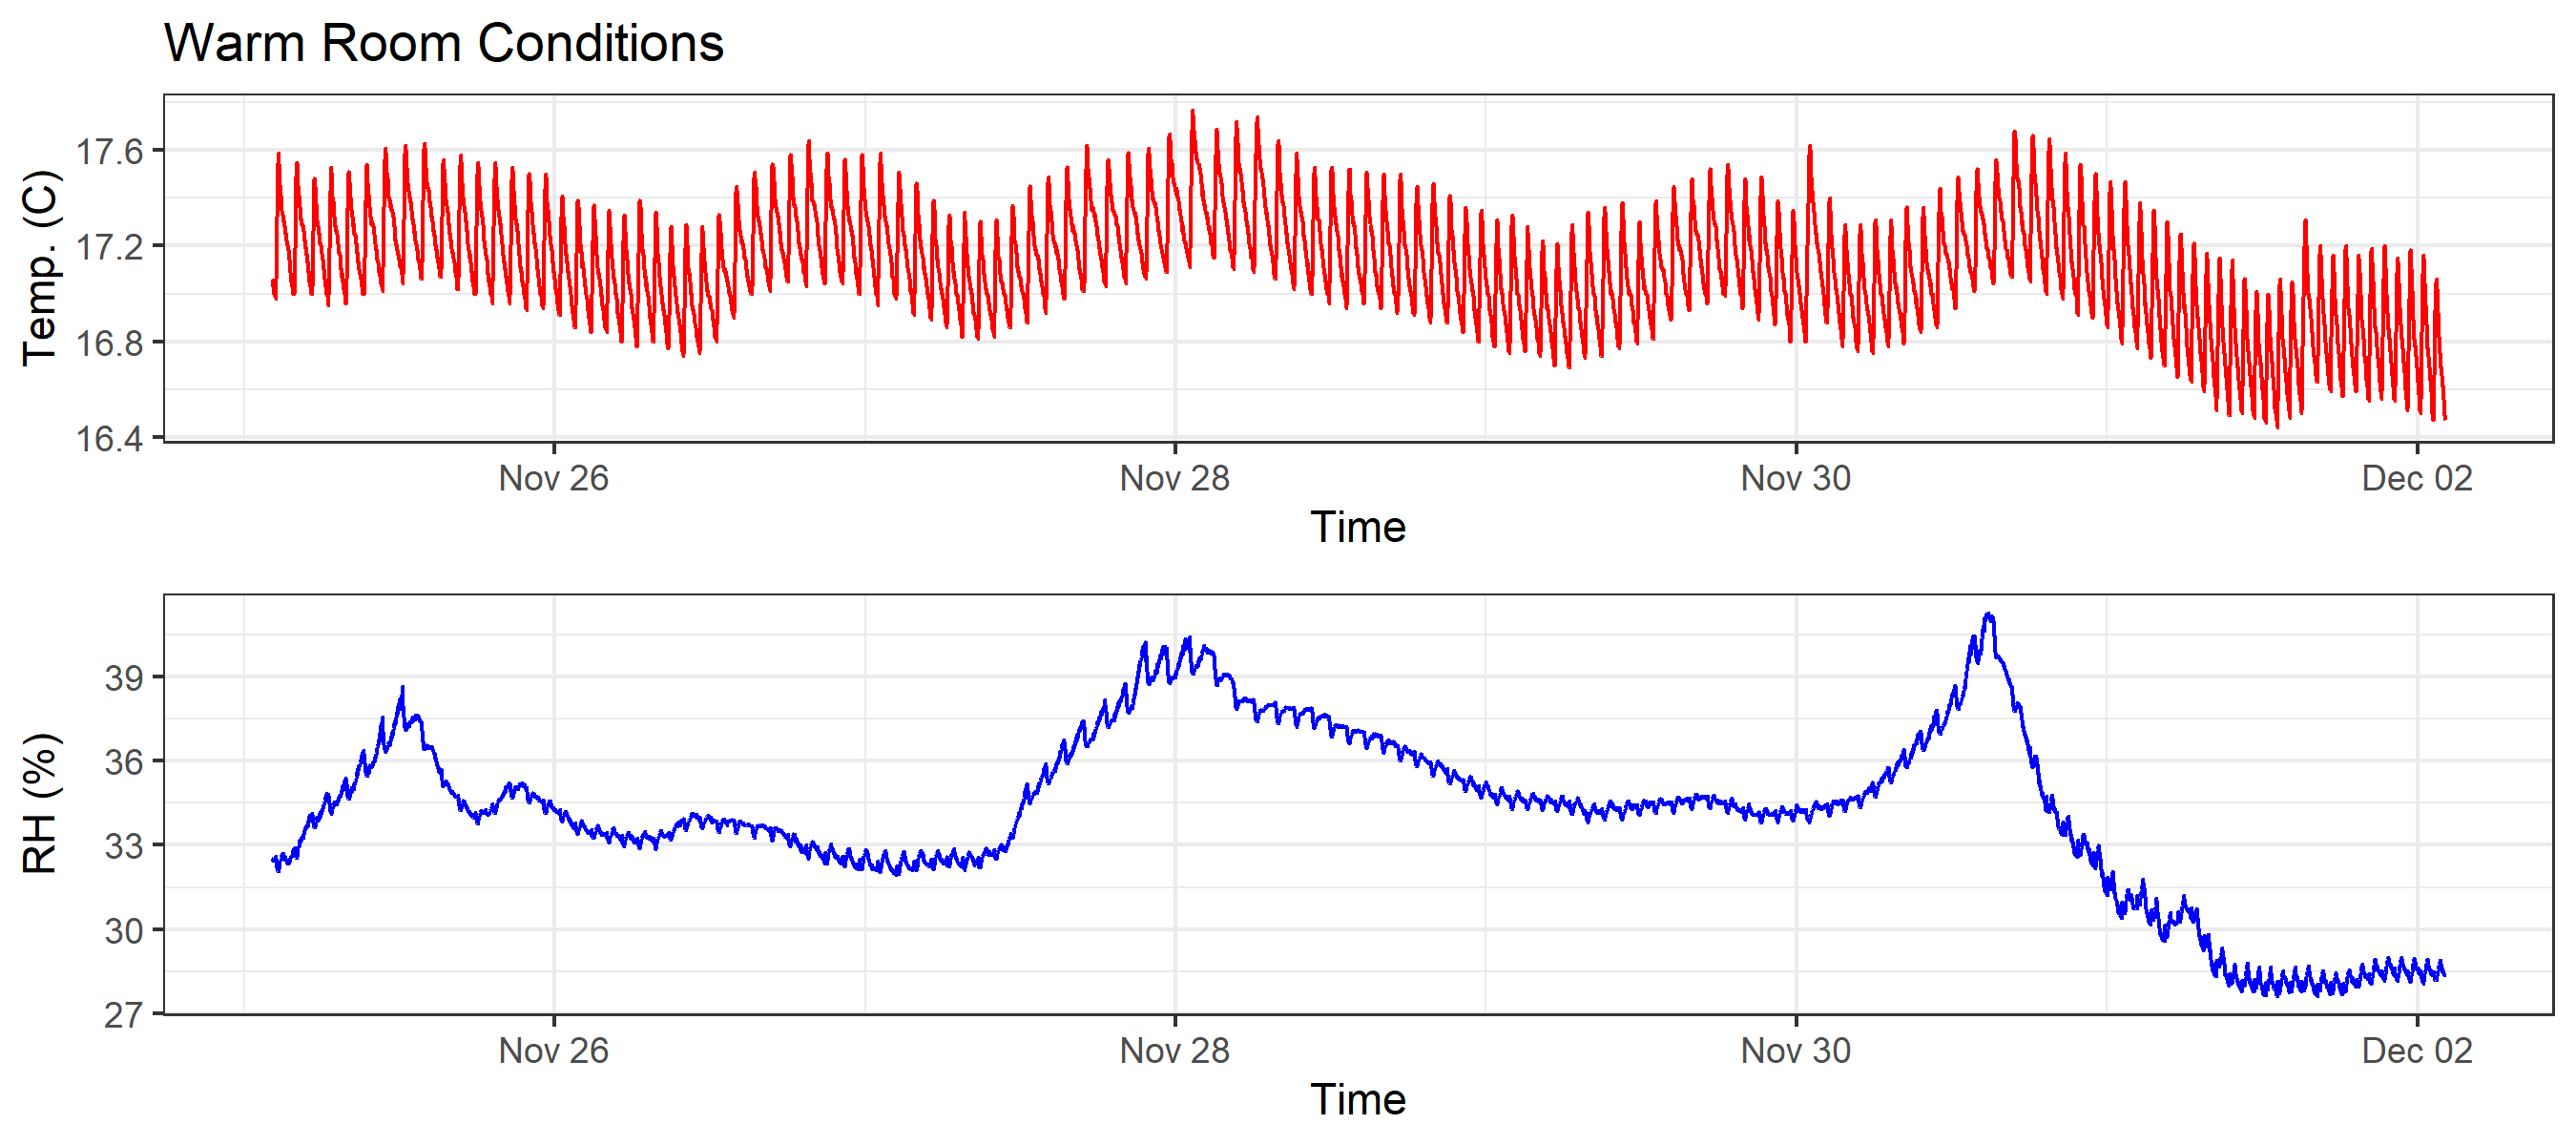 Warm Room Conditions
Temp. (C)
17.6
17.2
16.8
16.4
Nov 26 Nov 28 Nov 30 Dec 02
Time
RH (%)
39
36
33
30
27
Nov 26 Nov 28 Nov 30 Dec 02
Time